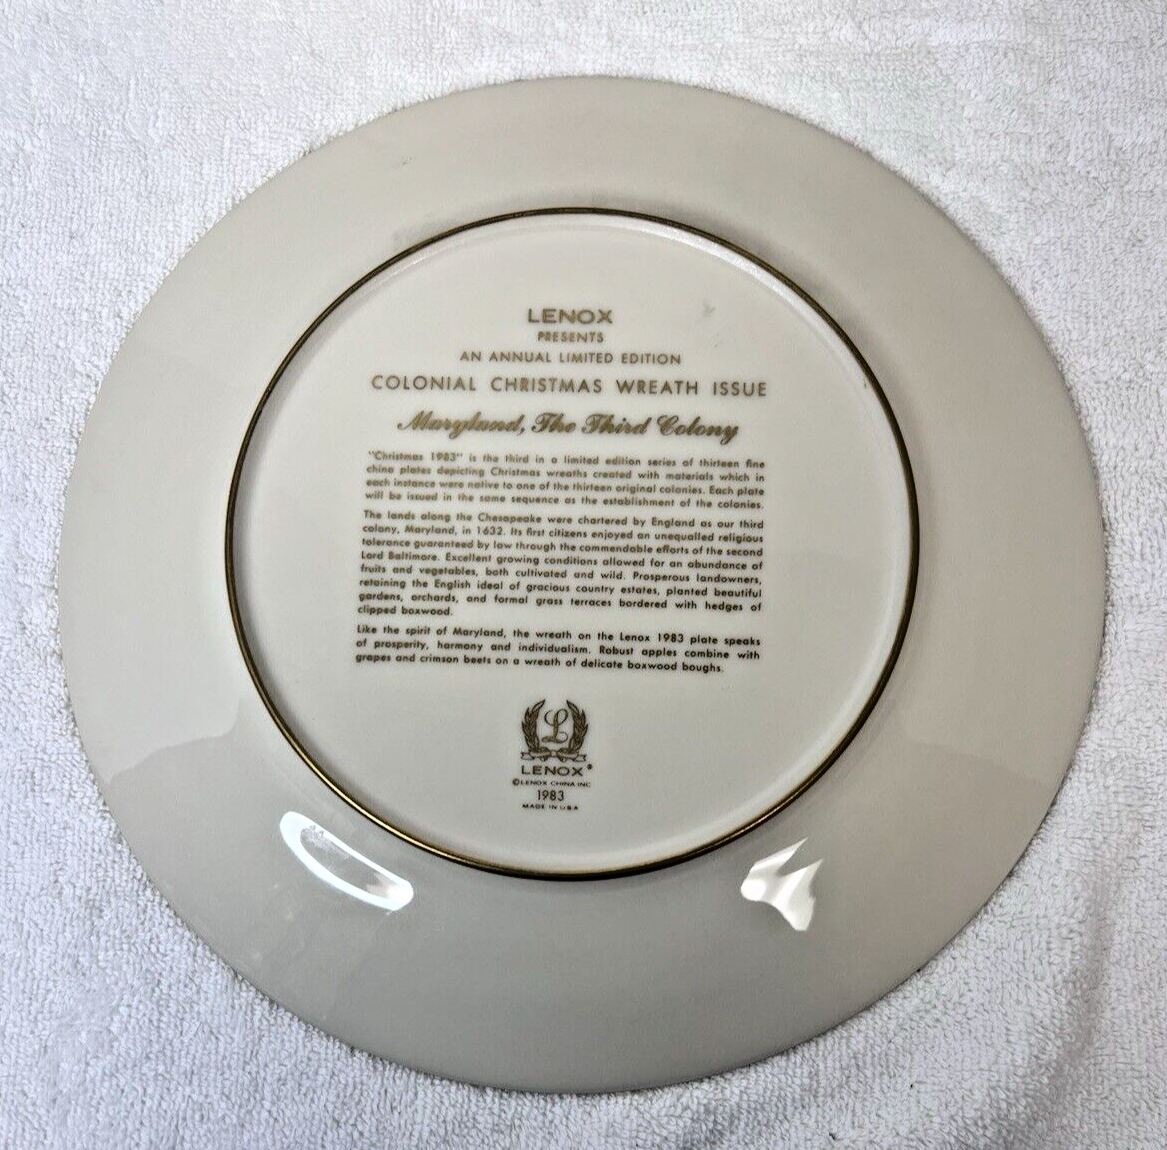 LENOX
PRESENTS
AN ANNUAL LIMITED EDITION
COLONIAL CHRISTMAS WREATH ISSUE
Maryland, The Third Colony
"Christmas 1983" is the third in a limited edition series of thirteen fine
china plates depicting Christmas wreaths created with materials which in
each instance were native to one of the thirteen original colonies. Each plate
will be issued in the same sequence as the establishment of the colonies.
The lands along the Chesapeake were chartered by England as our third
colony, Maryland, in 1632. Its first citizens enjoyed an unequalled religious
tolerance guaranteed by law through the commendable efforts of the second
Lord Baltimore. Excellent growing conditions allowed for an abundance of
fruits and vegetables, both cultivated and wild. Prosperous landowners,
retaining the English ideal of gracious country estates, planted beautiful
gardens, orchards, and formal grass terraces bordered with hedges of
clipped boxwood.
Like the spirit of Maryland, the wreath on the Lenox 1983 plate speaks
of prosperity, harmony and individualism. Robust apples combine with
grapes and crimson beets on a wreath of delicate boxwood boughs.
L
LENOX®
©LENOX CHINA INC
1983
MADE IN U.S.A